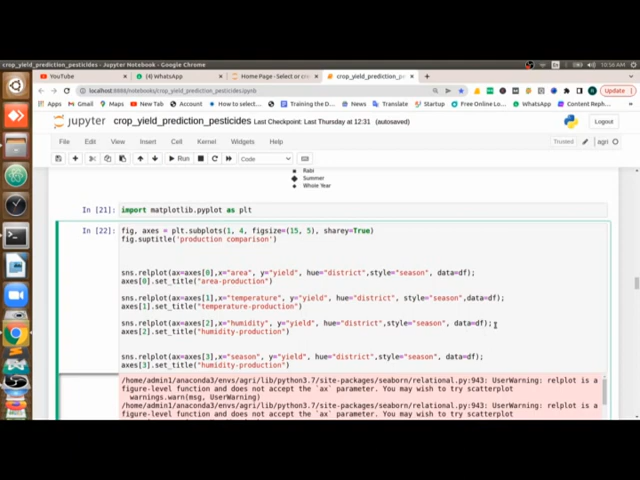 crop_yield_prediction_pesticides - Jupyter Notebook - Google Chrome
10:56 AM
YouTube
(4) WhatsApp
Home Page - Select or c
crop_yield_prediction_pe
localhost:8888/notebooks/crop_yield_prediction_pesticides.ipynb
Update
YouTube
Maps
New Tab
Account
How to select...
Training the D...
Translate
Free Online Lo...
WhatsApp
Content Reph...
jupyter crop_yield_prediction_pesticides Last Checkpoint: Last Thursday at 12:31 (autosaved)
Logout
File Edit View Insert Cell Kernel Widgets Help
Trusted
agri
Run
Code
Rabi
Summer
Whole Year
In [21]: import matplotlib.pyplot as plt
In [22]: fig, axes = plt.subplots(1, 4, figsize=(15, 5), sharey=True)
fig.suptitle('production comparison')
sns.relplot(ax=axes[0],x="area", y="yield", hue="district",style="season", data=df);
axes[0].set_title("area-production")
sns.relplot(ax=axes[1],x="temperature", y="yield", hue="district", style="season",data=df);
axes[1].set_title("temperature-production")
sns.relplot(ax=axes[2],x="humidity", y="yield", hue="district",style="season", data=df);
axes[2].set_title("humidity-production")
sns.relplot(ax=axes[3],x="season", y="yield", hue="district",style="season", data=df);
axes[3].set_title("humidity-production")
/home/admin1/anaconda3/envs/agri/lib/python3.7/site-packages/seaborn/relational.py:943: UserWarning: relplot is a
figure-level function and does not accept the `ax` parameter. You may wish to try scatterplot
warnings.warn(msg, UserWarning)
/home/admin1/anaconda3/envs/agri/lib/python3.7/site-packages/seaborn/relational.py:943: UserWarning: relplot is a
figure-level function and does not accept the `ax` parameter. You may wish to try scatterplot